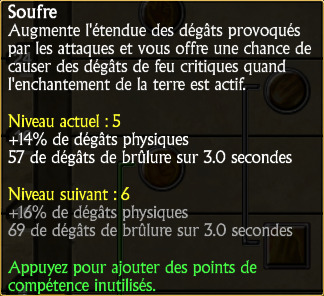 Soufre
Augmente l'étendue des dégâts provoqués
par les attaques et vous offre une chance de
causer des dégâts de feu critiques quand
l'enchantement de la terre est actif.
Niveau actuel : 5
+14% de dégâts physiques
57 de dégâts de brûlure sur 3.0 secondes
Niveau suivant : 6
+16% de dégâts physiques
69 de dégâts de brûlure sur 3.0 secondes
Appuyez pour ajouter des points de
compétence inutilisés.